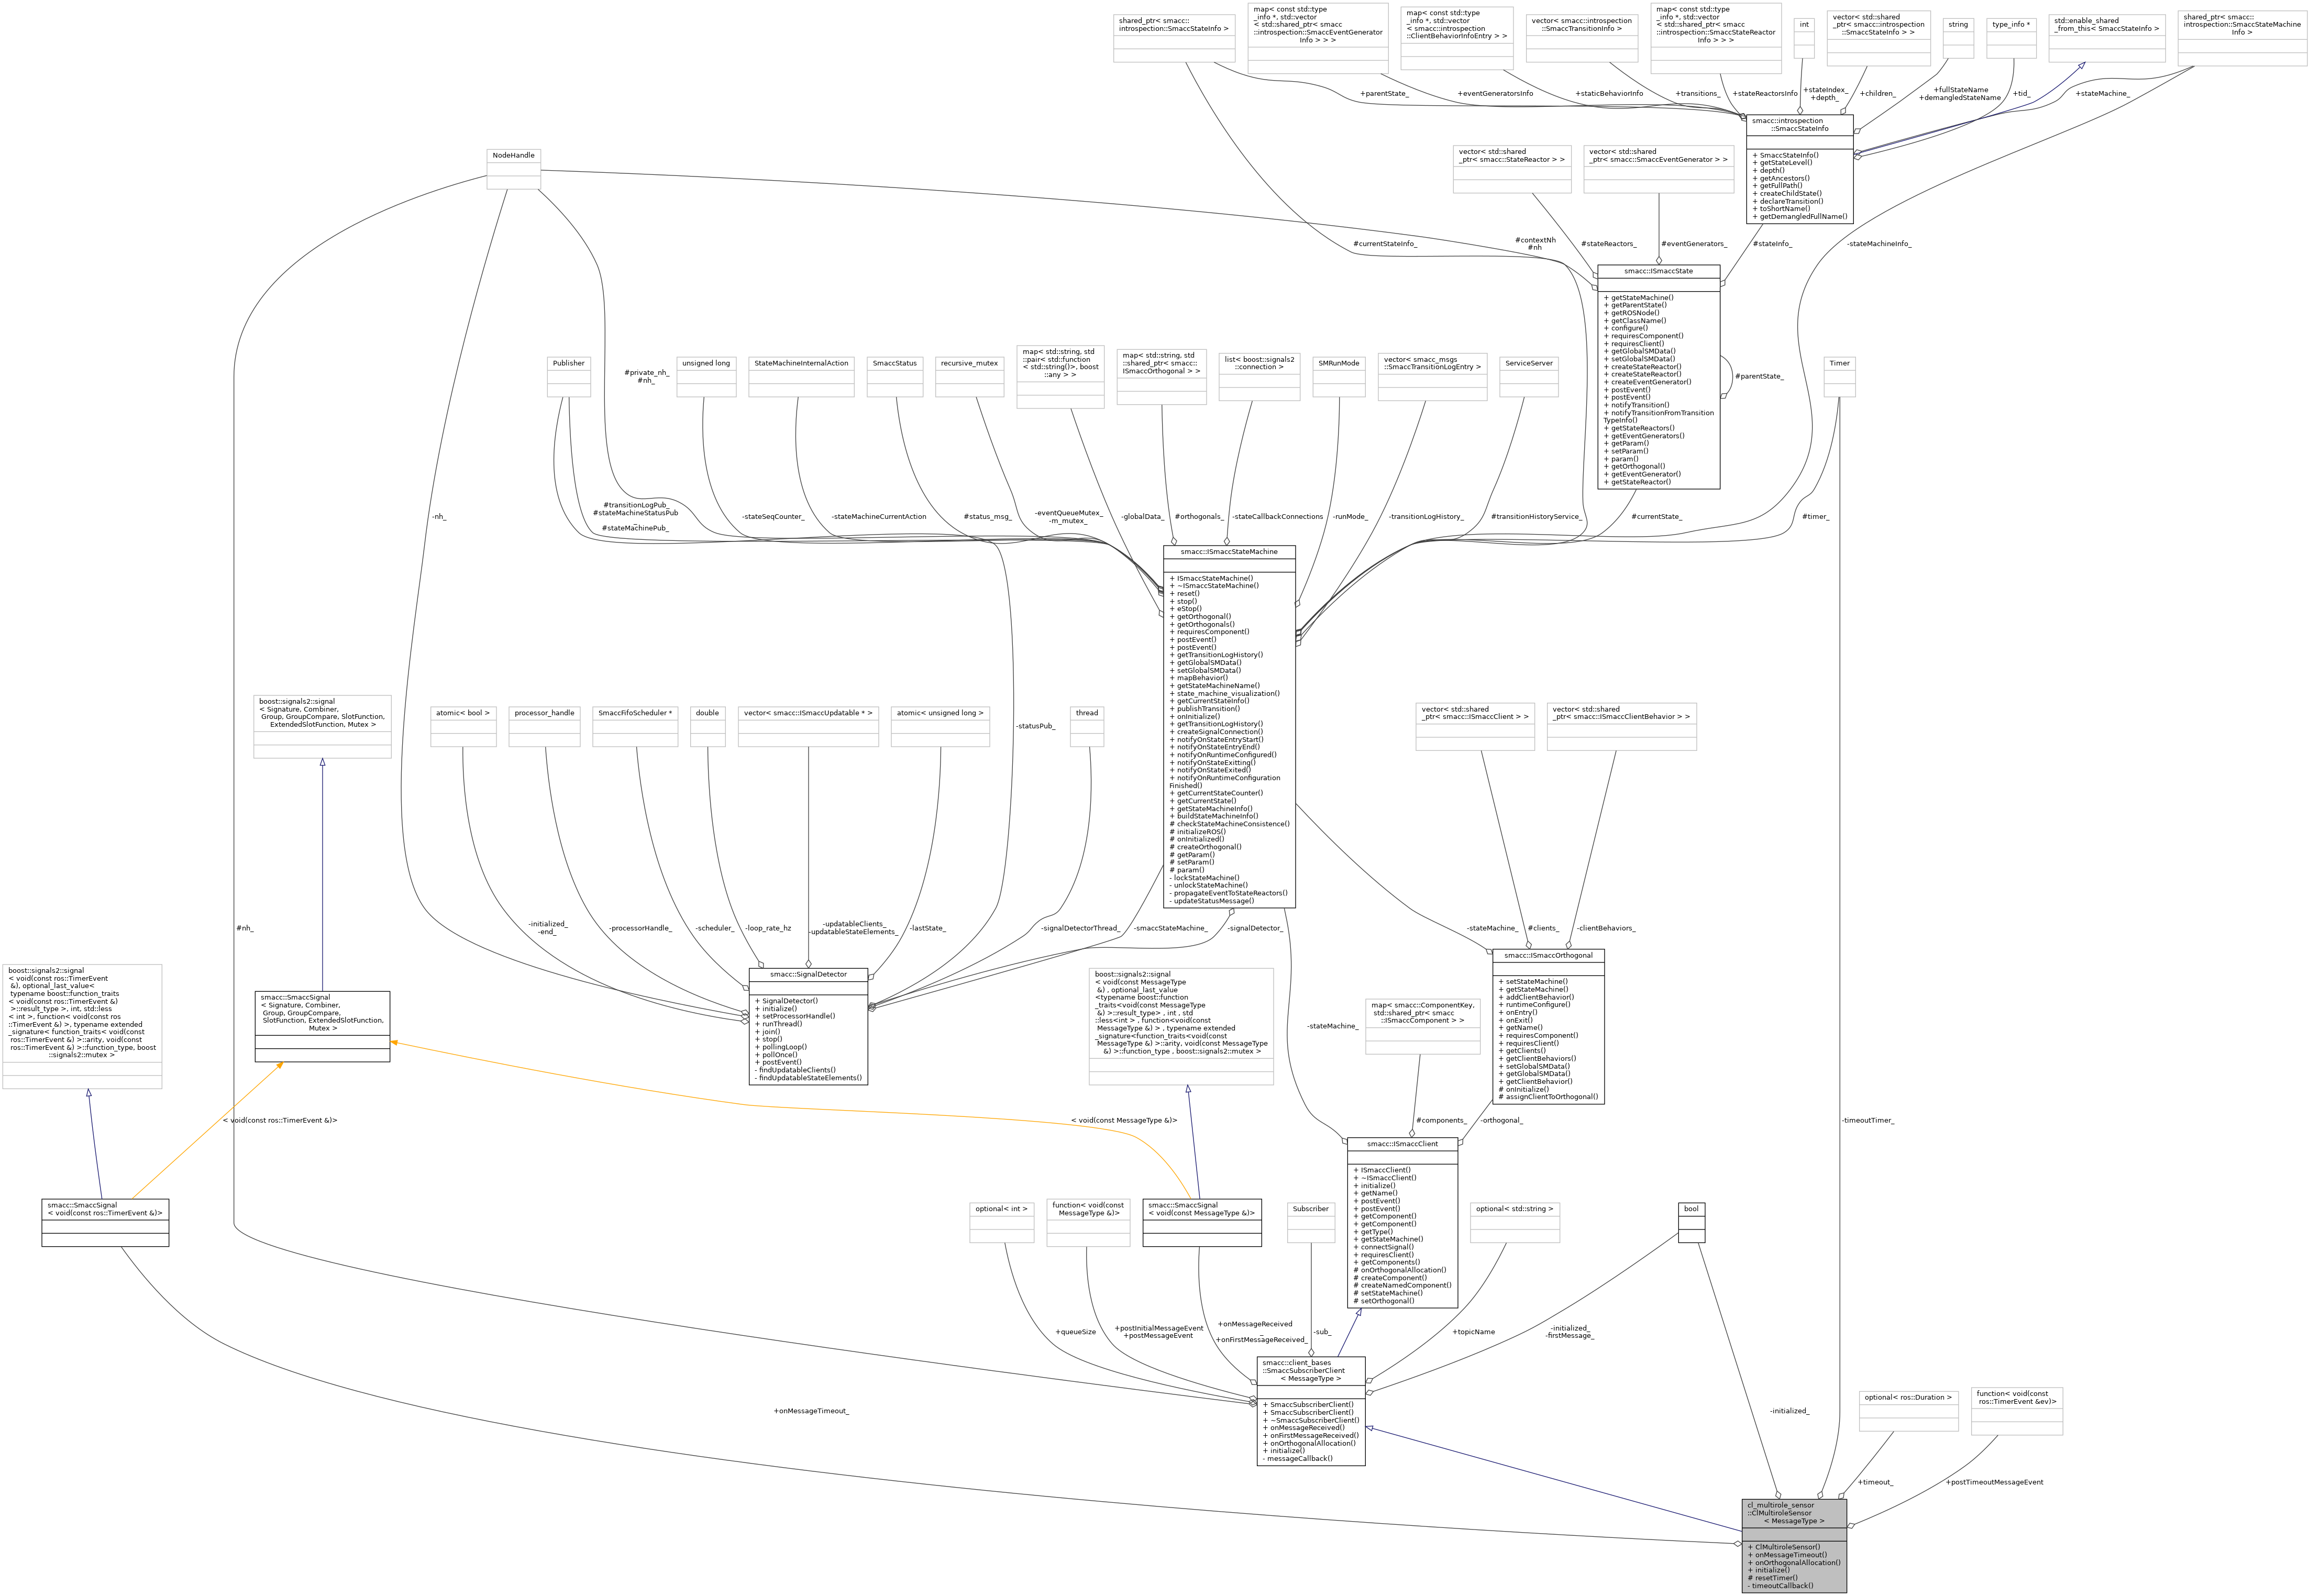 shared_ptr< smacc::
introspection::SmaccStateInfo >
map< const std::type
_info *, std::vector
< std::shared_ptr< smacc
::introspection::SmaccEventGenerator
Info > > >
map< const std::type
_info *, std::vector
< smacc::introspection
::ClientBehaviorInfoEntry > >
vector< smacc::introspection
::SmaccTransitionInfo >
map< const std::type
_info *, std::vector
< std::shared_ptr< smacc
::introspection::SmaccStateReactor
Info > > >
int
vector< std::shared
_ptr< smacc::introspection
::SmaccStateInfo > >
string
type_info *
std::enable_shared
_from_this< SmaccStateInfo >
shared_ptr< smacc::
introspection::SmaccStateMachine
Info >
+parentState_
+eventGeneratorsInfo
+staticBehaviorInfo
+transitions_
+stateReactorsInfo
+stateIndex_
+depth_
+children_
+fullStateName
+demangledStateName
+tid_
+stateMachine_
smacc::introspection
::SmaccStateInfo
+ SmaccStateInfo()
+ getStateLevel()
+ depth()
+ getAncestors()
+ getFullPath()
+ createChildState()
+ declareTransition()
+ toShortName()
+ getDemangledFullName()
NodeHandle
vector< std::shared
_ptr< smacc::StateReactor > >
vector< std::shared
_ptr< smacc::SmaccEventGenerator > >
#currentStateInfo_
#contextNh
#nh
#stateReactors_
#eventGenerators_
#stateInfo_
-stateMachineInfo_
smacc::ISmaccState
+ getStateMachine()
+ getParentState()
+ getROSNode()
+ getClassName()
+ configure()
+ requiresComponent()
+ requiresClient()
+ getGlobalSMData()
+ setGlobalSMData()
+ createStateReactor()
+ createStateReactor()
+ createEventGenerator()
+ postEvent()
+ postEvent()
+ notifyTransition()
+ notifyTransitionFromTransition
TypeInfo()
+ getStateReactors()
+ getEventGenerators()
+ getParam()
+ setParam()
+ param()
+ getOrthogonal()
+ getEventGenerator()
+ getStateReactor()
#parentState_
Publisher
#private_nh_
#nh_
unsigned long
StateMachineInternalAction
SmaccStatus
recursive_mutex
map< std::string, std
::pair< std::function
< std::string()>, boost
::any > >
map< std::string, std
::shared_ptr< smacc::
ISmaccOrthogonal > >
list< boost::signals2
::connection >
SMRunMode
vector< smacc_msgs
::SmaccTransitionLogEntry >
ServiceServer
Timer
-nh_
#transitionLogPub_
#stateMachineStatusPub
_
#stateMachinePub_
-stateSeqCounter_
-stateMachineCurrentAction
#status_msg_
-eventQueueMutex_
-m_mutex_
-globalData_
#orthogonals_
-stateCallbackConnections
-runMode_
-transitionLogHistory_
#transitionHistoryService_
#currentState_
#timer_
smacc::ISmaccStateMachine
+ ISmaccStateMachine()
+ ~ISmaccStateMachine()
+ reset()
+ stop()
+ eStop()
+ getOrthogonal()
+ getOrthogonals()
+ requiresComponent()
+ postEvent()
+ postEvent()
+ getTransitionLogHistory()
+ getGlobalSMData()
+ setGlobalSMData()
+ mapBehavior()
+ getStateMachineName()
+ state_machine_visualization()
+ getCurrentStateInfo()
+ publishTransition()
+ onInitialize()
+ getTransitionLogHistory()
+ createSignalConnection()
+ notifyOnStateEntryStart()
+ notifyOnStateEntryEnd()
+ notifyOnRuntimeConfigured()
+ notifyOnStateExitting()
+ notifyOnStateExited()
+ notifyOnRuntimeConfiguration
Finished()
+ getCurrentStateCounter()
+ getCurrentState()
+ getStateMachineInfo()
+ buildStateMachineInfo()
# checkStateMachineConsistence()
# initializeROS()
# onInitialized()
# createOrthogonal()
# getParam()
# setParam()
# param()
- lockStateMachine()
- unlockStateMachine()
- propagateEventToStateReactors()
- updateStatusMessage()
boost::signals2::signal
< Signature, Combiner,
Group, GroupCompare, SlotFunction,
ExtendedSlotFunction, Mutex >
atomic< bool >
processor_handle
SmaccFifoScheduler *
double
vector< smacc::ISmaccUpdatable * >
atomic< unsigned long >
-statusPub_
thread
vector< std::shared
_ptr< smacc::ISmaccClient > >
vector< std::shared
_ptr< smacc::ISmaccClientBehavior > >
#nh_
-initialized_
-end_
-processorHandle_
-scheduler_
-loop_rate_hz
-updatableClients_
-updatableStateElements_
-lastState_
-signalDetectorThread_
-smaccStateMachine_
-signalDetector_
-stateMachine_
#clients_
-clientBehaviors_
boost::signals2::signal
< void(const ros::TimerEvent
&), optional_last_value<
typename boost::function_traits
< void(const ros::TimerEvent &)
>::result_type >, int, std::less
< int >, function< void(const ros
::TimerEvent &) >, typename extended
_signature< function_traits< void(const
ros::TimerEvent &) >::arity, void(const
ros::TimerEvent &) >::function_type, boost
::signals2::mutex >
smacc::SmaccSignal
< Signature, Combiner,
Group, GroupCompare,
SlotFunction, ExtendedSlotFunction,
Mutex >
smacc::SignalDetector
+ SignalDetector()
+ initialize()
+ setProcessorHandle()
+ runThread()
+ join()
+ stop()
+ pollingLoop()
+ pollOnce()
+ postEvent()
- findUpdatableClients()
- findUpdatableStateElements()
boost::signals2::signal
< void(const MessageType
&) , optional_last_value
<typename boost::function
_traits<void(const MessageType
&) >::result_type> , int , std
::less<int > , function<void(const
MessageType &) > , typename extended
_signature<function_traits<void(const
MessageType &) >::arity, void(const MessageType
&) >::function_type , boost::signals2::mutex >
-stateMachine_
map< smacc::ComponentKey,
std::shared_ptr< smacc
::ISmaccComponent > >
smacc::ISmaccOrthogonal
+ setStateMachine()
+ getStateMachine()
+ addClientBehavior()
+ runtimeConfigure()
+ onEntry()
+ onExit()
+ getName()
+ requiresComponent()
+ requiresClient()
+ getClients()
+ getClientBehaviors()
+ setGlobalSMData()
+ getGlobalSMData()
+ getClientBehavior()
# onInitialize()
# assignClientToOrthogonal()
< void(const ros::TimerEvent &)>
< void(const MessageType &)>
#components_
-orthogonal_
-timeoutTimer_
smacc::ISmaccClient
+ ISmaccClient()
+ ~ISmaccClient()
+ initialize()
+ getName()
+ postEvent()
+ postEvent()
+ getComponent()
+ getComponent()
+ getType()
+ getStateMachine()
+ connectSignal()
+ requiresClient()
+ getComponents()
# onOrthogonalAllocation()
# createComponent()
# createNamedComponent()
# setStateMachine()
# setOrthogonal()
smacc::SmaccSignal
< void(const ros::TimerEvent &)>
optional< int >
function< void(const
MessageType &)>
smacc::SmaccSignal
< void(const MessageType &)>
Subscriber
optional< std::string >
bool
+queueSize
+postInitialMessageEvent
+postMessageEvent
+onMessageReceived
_
+onFirstMessageReceived_
-sub_
+topicName
-initialized_
-firstMessage_
smacc::client_bases
::SmaccSubscriberClient
< MessageType >
+ SmaccSubscriberClient()
+ SmaccSubscriberClient()
+ ~SmaccSubscriberClient()
+ onMessageReceived()
+ onFirstMessageReceived()
+ onOrthogonalAllocation()
+ initialize()
- messageCallback()
+onMessageTimeout_
-initialized_
optional< ros::Duration >
function< void(const
ros::TimerEvent &ev)>
+timeout_
+postTimeoutMessageEvent
cl_multirole_sensor
::ClMultiroleSensor
< MessageType >
+ ClMultiroleSensor()
+ onMessageTimeout()
+ onOrthogonalAllocation()
+ initialize()
# resetTimer()
- timeoutCallback()